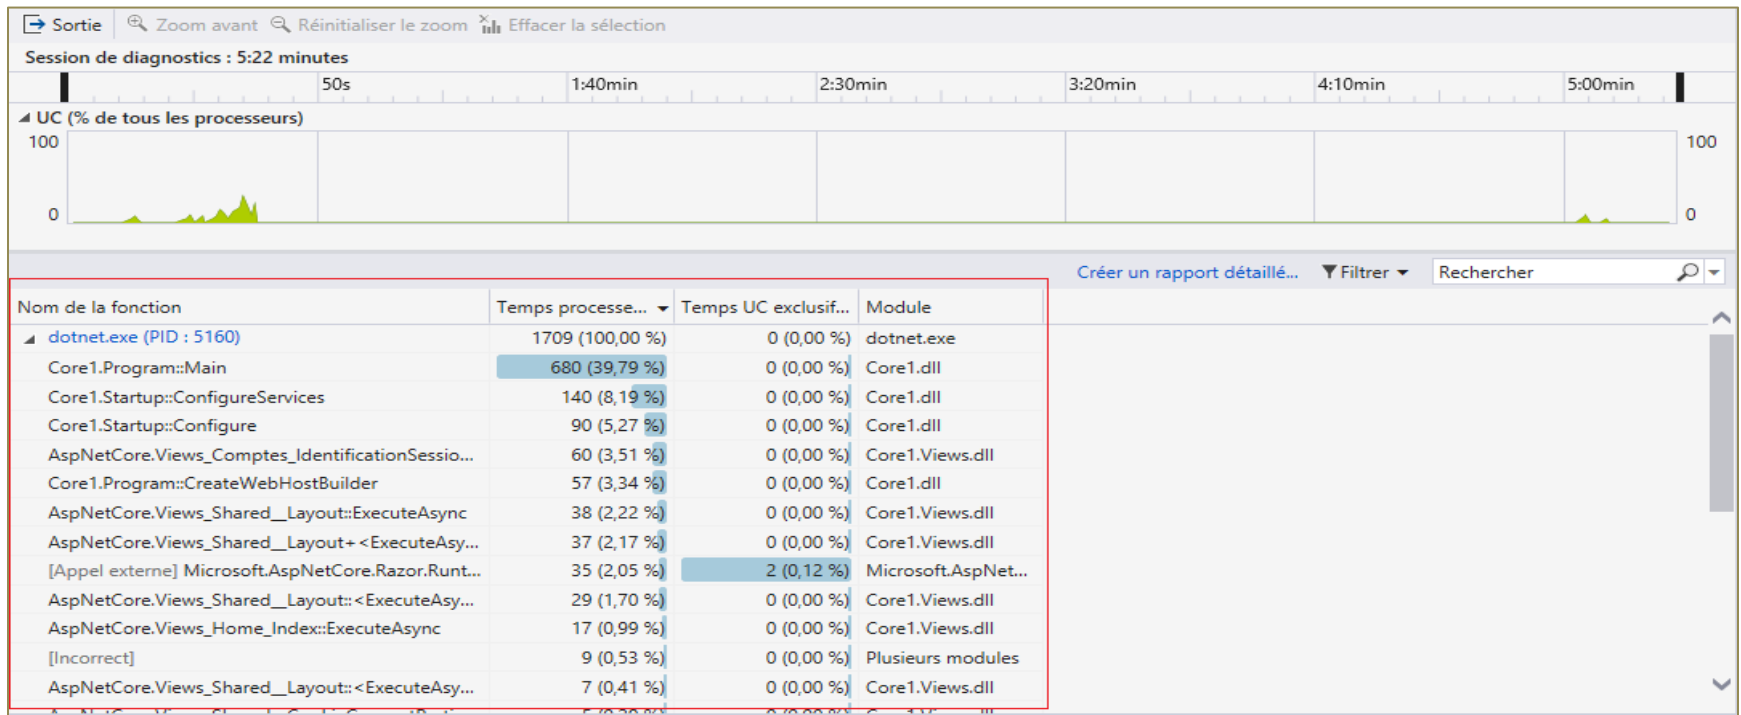 Sortie Zoom avant Réinitialiser le zoom Effacer la sélection
Session de diagnostics : 5:22 minutes
50s 1:40min 2:30min 3:20min 4:10min 5:00min
UC (% de tous les processeurs)
100 100
0 0
Créer un rapport détaillé... Filtrer Rechercher
Nom de la fonction Temps processe... Temps UC exclusif... Module
dotnet.exe (PID : 5160) 1709 (100,00 %) 0 (0,00 %) dotnet.exe
Core1.Program::Main 680 (39,79 %) 0 (0,00 %) Core1.dll
Core1.Startup::ConfigureServices 140 (8,19 %) 0 (0,00 %) Core1.dll
Core1.Startup::Configure 90 (5,27 %) 0 (0,00 %) Core1.dll
AspNetCore.Views_Comptes_IdentificationSessio... 60 (3,51 %) 0 (0,00 %) Core1.Views.dll
Core1.Program::CreateWebHostBuilder 57 (3,34 %) 0 (0,00 %) Core1.dll
AspNetCore.Views_Shared__Layout::ExecuteAsync 38 (2,22 %) 0 (0,00 %) Core1.Views.dll
AspNetCore.Views_Shared__Layout+<ExecuteAsy... 37 (2,17 %) 0 (0,00 %) Core1.Views.dll
[Appel externe] Microsoft.AspNetCore.Razor.Runt... 35 (2,05 %) 2 (0,12 %) Microsoft.AspNet...
AspNetCore.Views_Shared__Layout::<ExecuteAsy... 29 (1,70 %) 0 (0,00 %) Core1.Views.dll
AspNetCore.Views_Home_Index::ExecuteAsync 17 (0,99 %) 0 (0,00 %) Core1.Views.dll
[Incorrect] 9 (0,53 %) 0 (0,00 %) Plusieurs modules
AspNetCore.Views_Shared__Layout::<ExecuteAsy... 7 (0,41 %) 0 (0,00 %) Core1.Views.dll